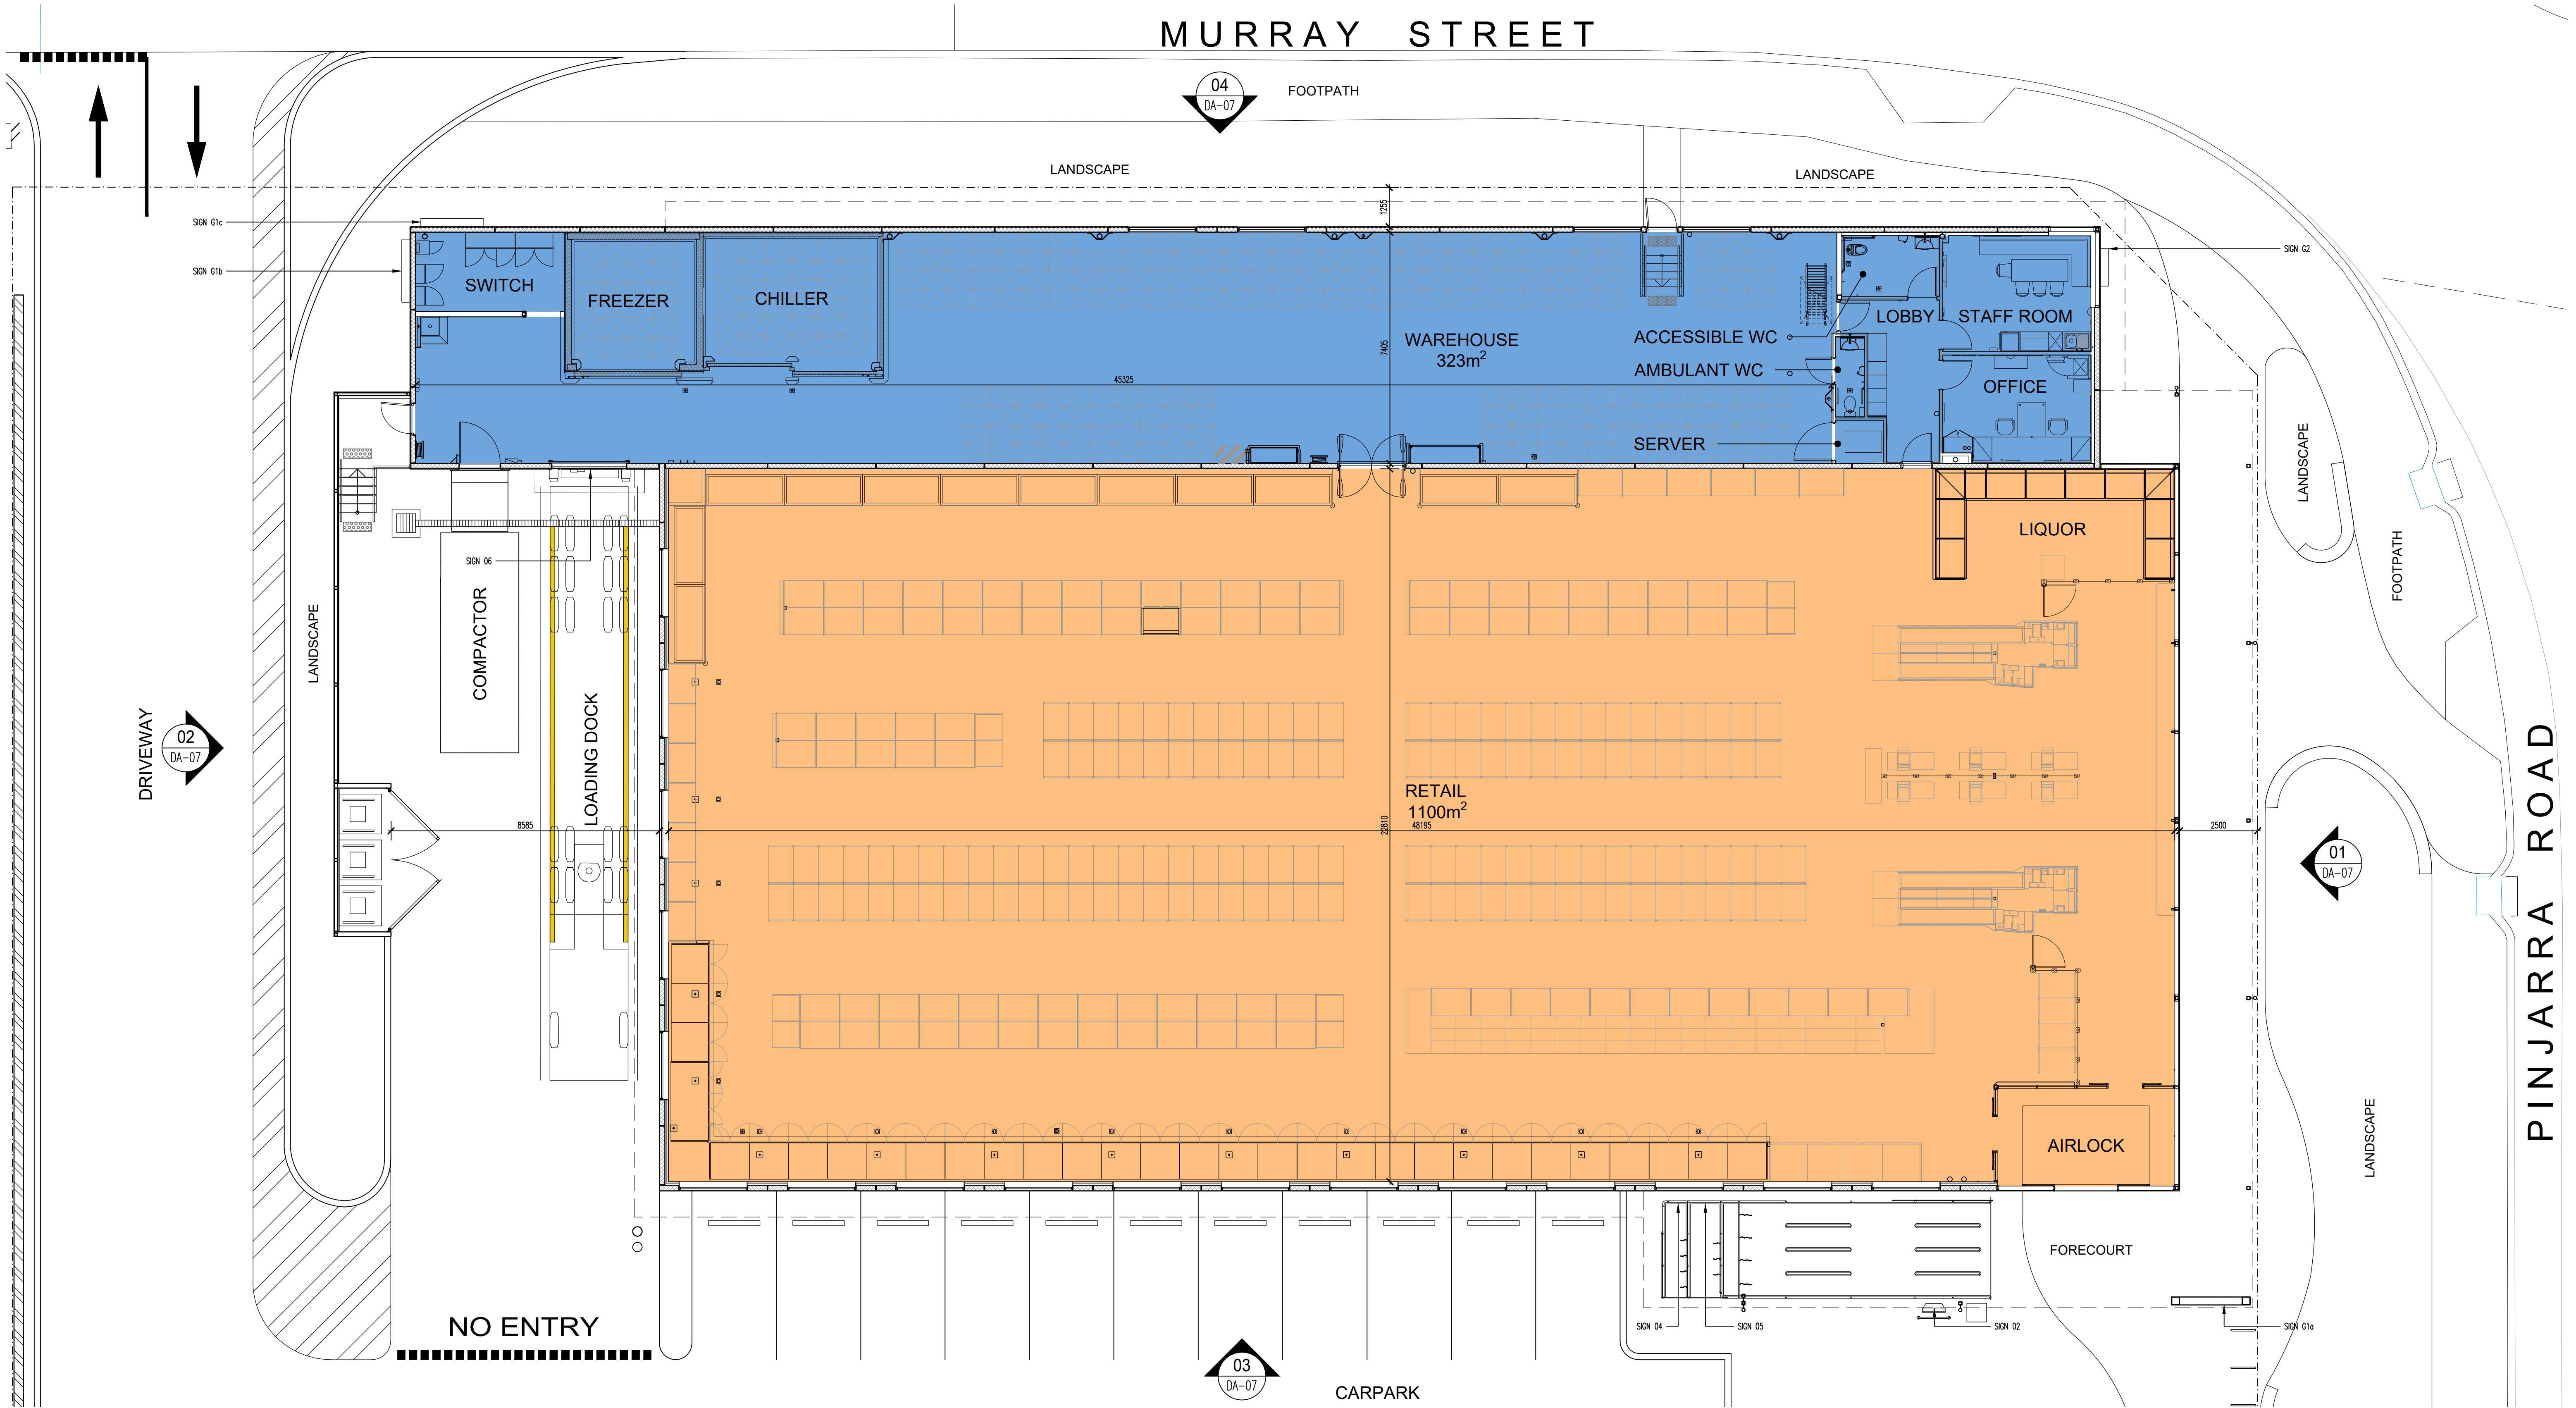 MURRAY STREET
04
DA-07
FOOTPATH
LANDSCAPE
LANDSCAPE
SIGN G1c
SIGN G1b
SIGN G2
1255
SWITCH
FREEZER
CHILLER
WAREHOUSE
323m²
7405
45325
ACCESSIBLE WC
AMBULANT WC
SERVER
LOBBY
STAFF ROOM
OFFICE
LANDSCAPE
FOOTPATH
LIQUOR
SIGN 06
COMPACTOR
LOADING DOCK
LANDSCAPE
DRIVEWAY
02
DA-07
8585
RETAIL
1100m²
22810
48195
2500
01
DA-07
PINJARRA ROAD
LANDSCAPE
AIRLOCK
FORECOURT
NO ENTRY
SIGN 04
SIGN 05
SIGN 02
SIGN G1a
03
DA-07
CARPARK